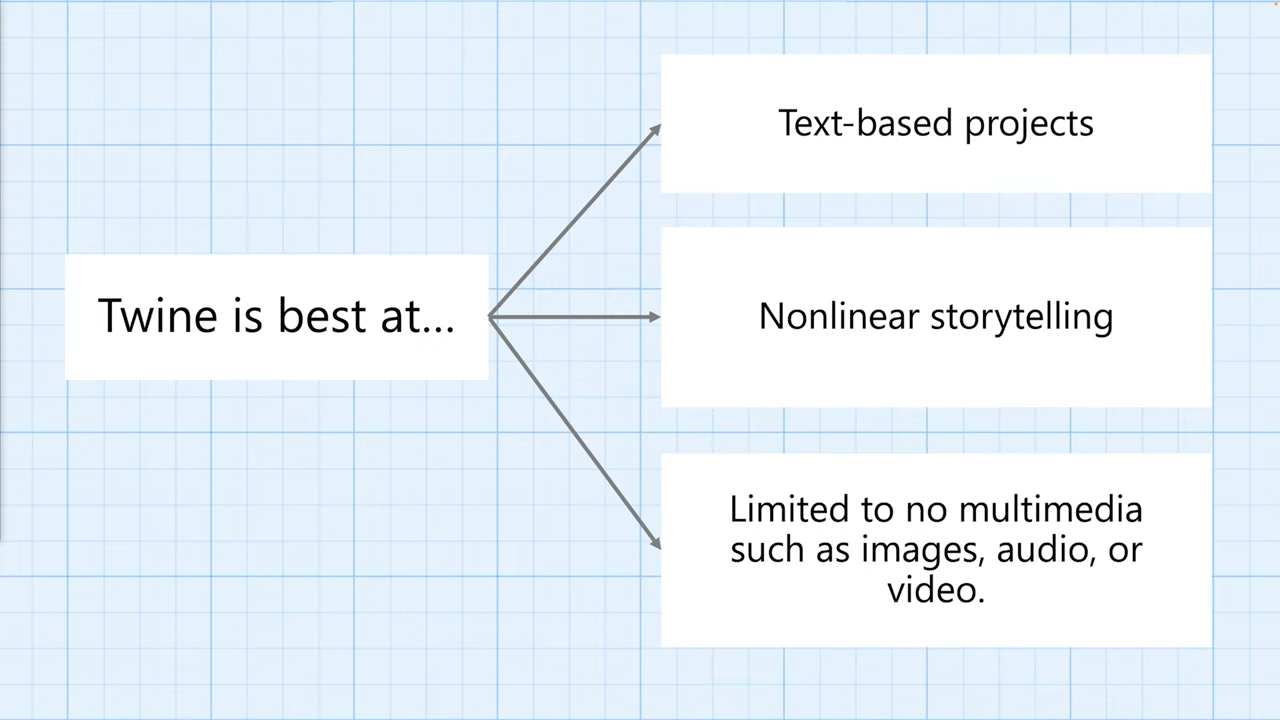 Twine is best at...
Text-based projects
Nonlinear storytelling
Limited to no multimedia
such as images, audio, or
video.